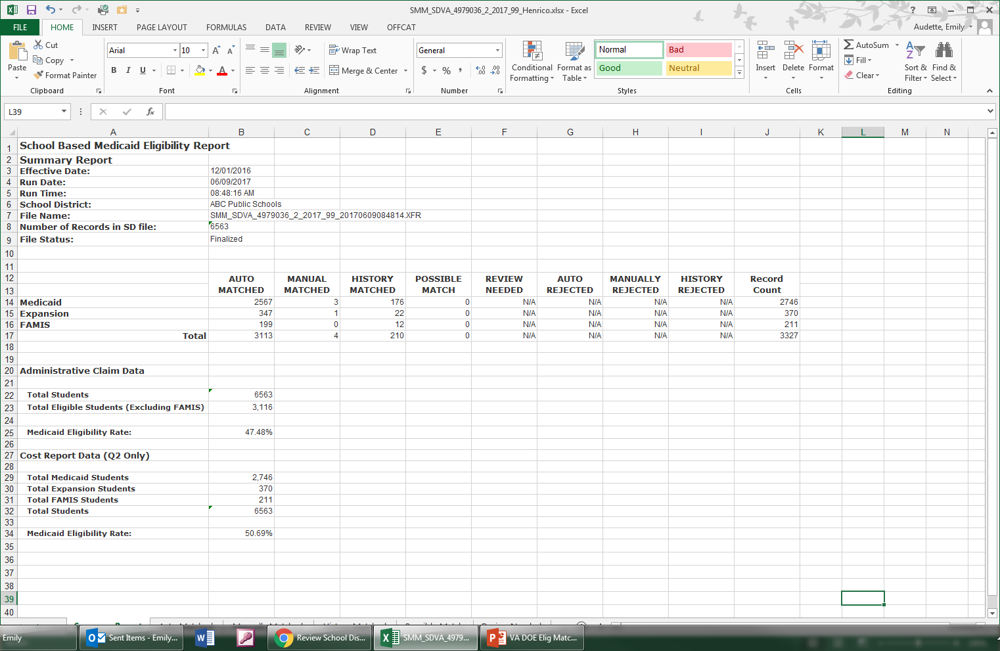 SMM_SDVA_4979036_2_2017_99_Henrico.xlsx - Excel
FILE HOME INSERT PAGE LAYOUT FORMULAS DATA REVIEW VIEW OFFCAT Audette, Emily
Paste Cut Copy Format Painter
Clipboard
Arial 10
B I U
Font
Wrap Text
Merge & Center
Alignment
General
$ % ,
Number
Conditional Formatting Format as Table
Normal Bad
Good Neutral
Styles
Insert Delete Format
Cells
AutoSum
Fill
Clear
Sort & Filter Find & Select
Editing
L39 fx
A B C D E F G H I J K L M N
1 School Based Medicaid Eligibility Report
2 Summary Report
3 Effective Date: 12/01/2016
4 Run Date: 06/09/2017
5 Run Time: 08:48:16 AM
6 School District: ABC Public Schools
7 File Name: SMM_SDVA_4979036_2_2017_99_20170609084814.XFR
8 Number of Records in SD file: 6563
9 File Status: Finalized
10
11
12 AUTO MANUAL HISTORY POSSIBLE REVIEW AUTO MANUALLY HISTORY Record
13 MATCHED MATCHED MATCHED MATCH NEEDED REJECTED REJECTED REJECTED Count
14 Medicaid 2567 3 176 0 N/A N/A N/A N/A 2746
15 Expansion 347 1 22 0 N/A N/A N/A N/A 370
16 FAMIS 199 0 12 0 N/A N/A N/A N/A 211
17 Total 3113 4 210 0 N/A N/A N/A N/A 3327
18
19
20 Administrative Claim Data
21
22 Total Students 6563
23 Total Eligible Students (Excluding FAMIS) 3,116
24
25 Medicaid Eligibility Rate: 47.48%
26
27 Cost Report Data (Q2 Only)
28
29 Total Medicaid Students 2,746
30 Total Expansion Students 370
31 Total FAMIS Students 211
32 Total Students 6563
33
34 Medicaid Eligibility Rate: 50.69%
35
36
37
38
39
40
Emily Sent Items - Emily... Review School Dis... SMM_SDVA_4979... VA DOE Elig Matc...